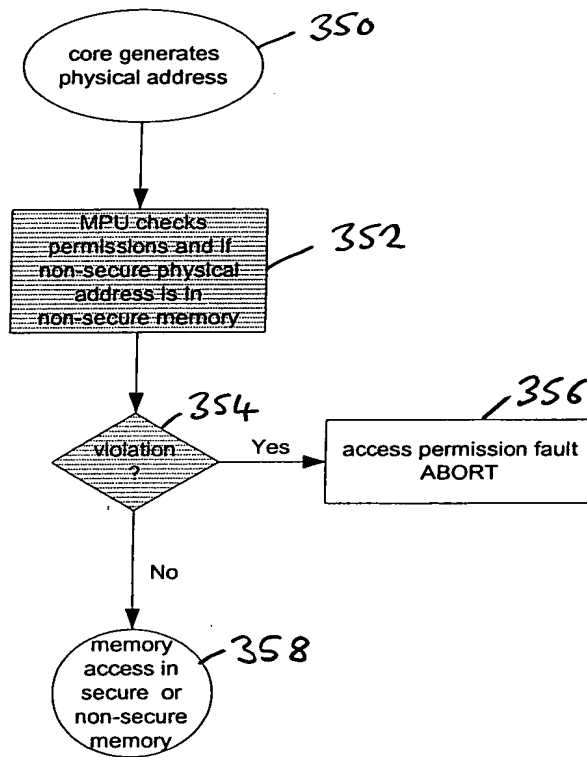 350
core generates
physical address
MPU checks
permissions and if
non-secure physical
address is in
non-secure memory
352
354
violation
?
Yes
356
access permission fault
ABORT
No
358
memory
access in
secure or
non-secure
memory